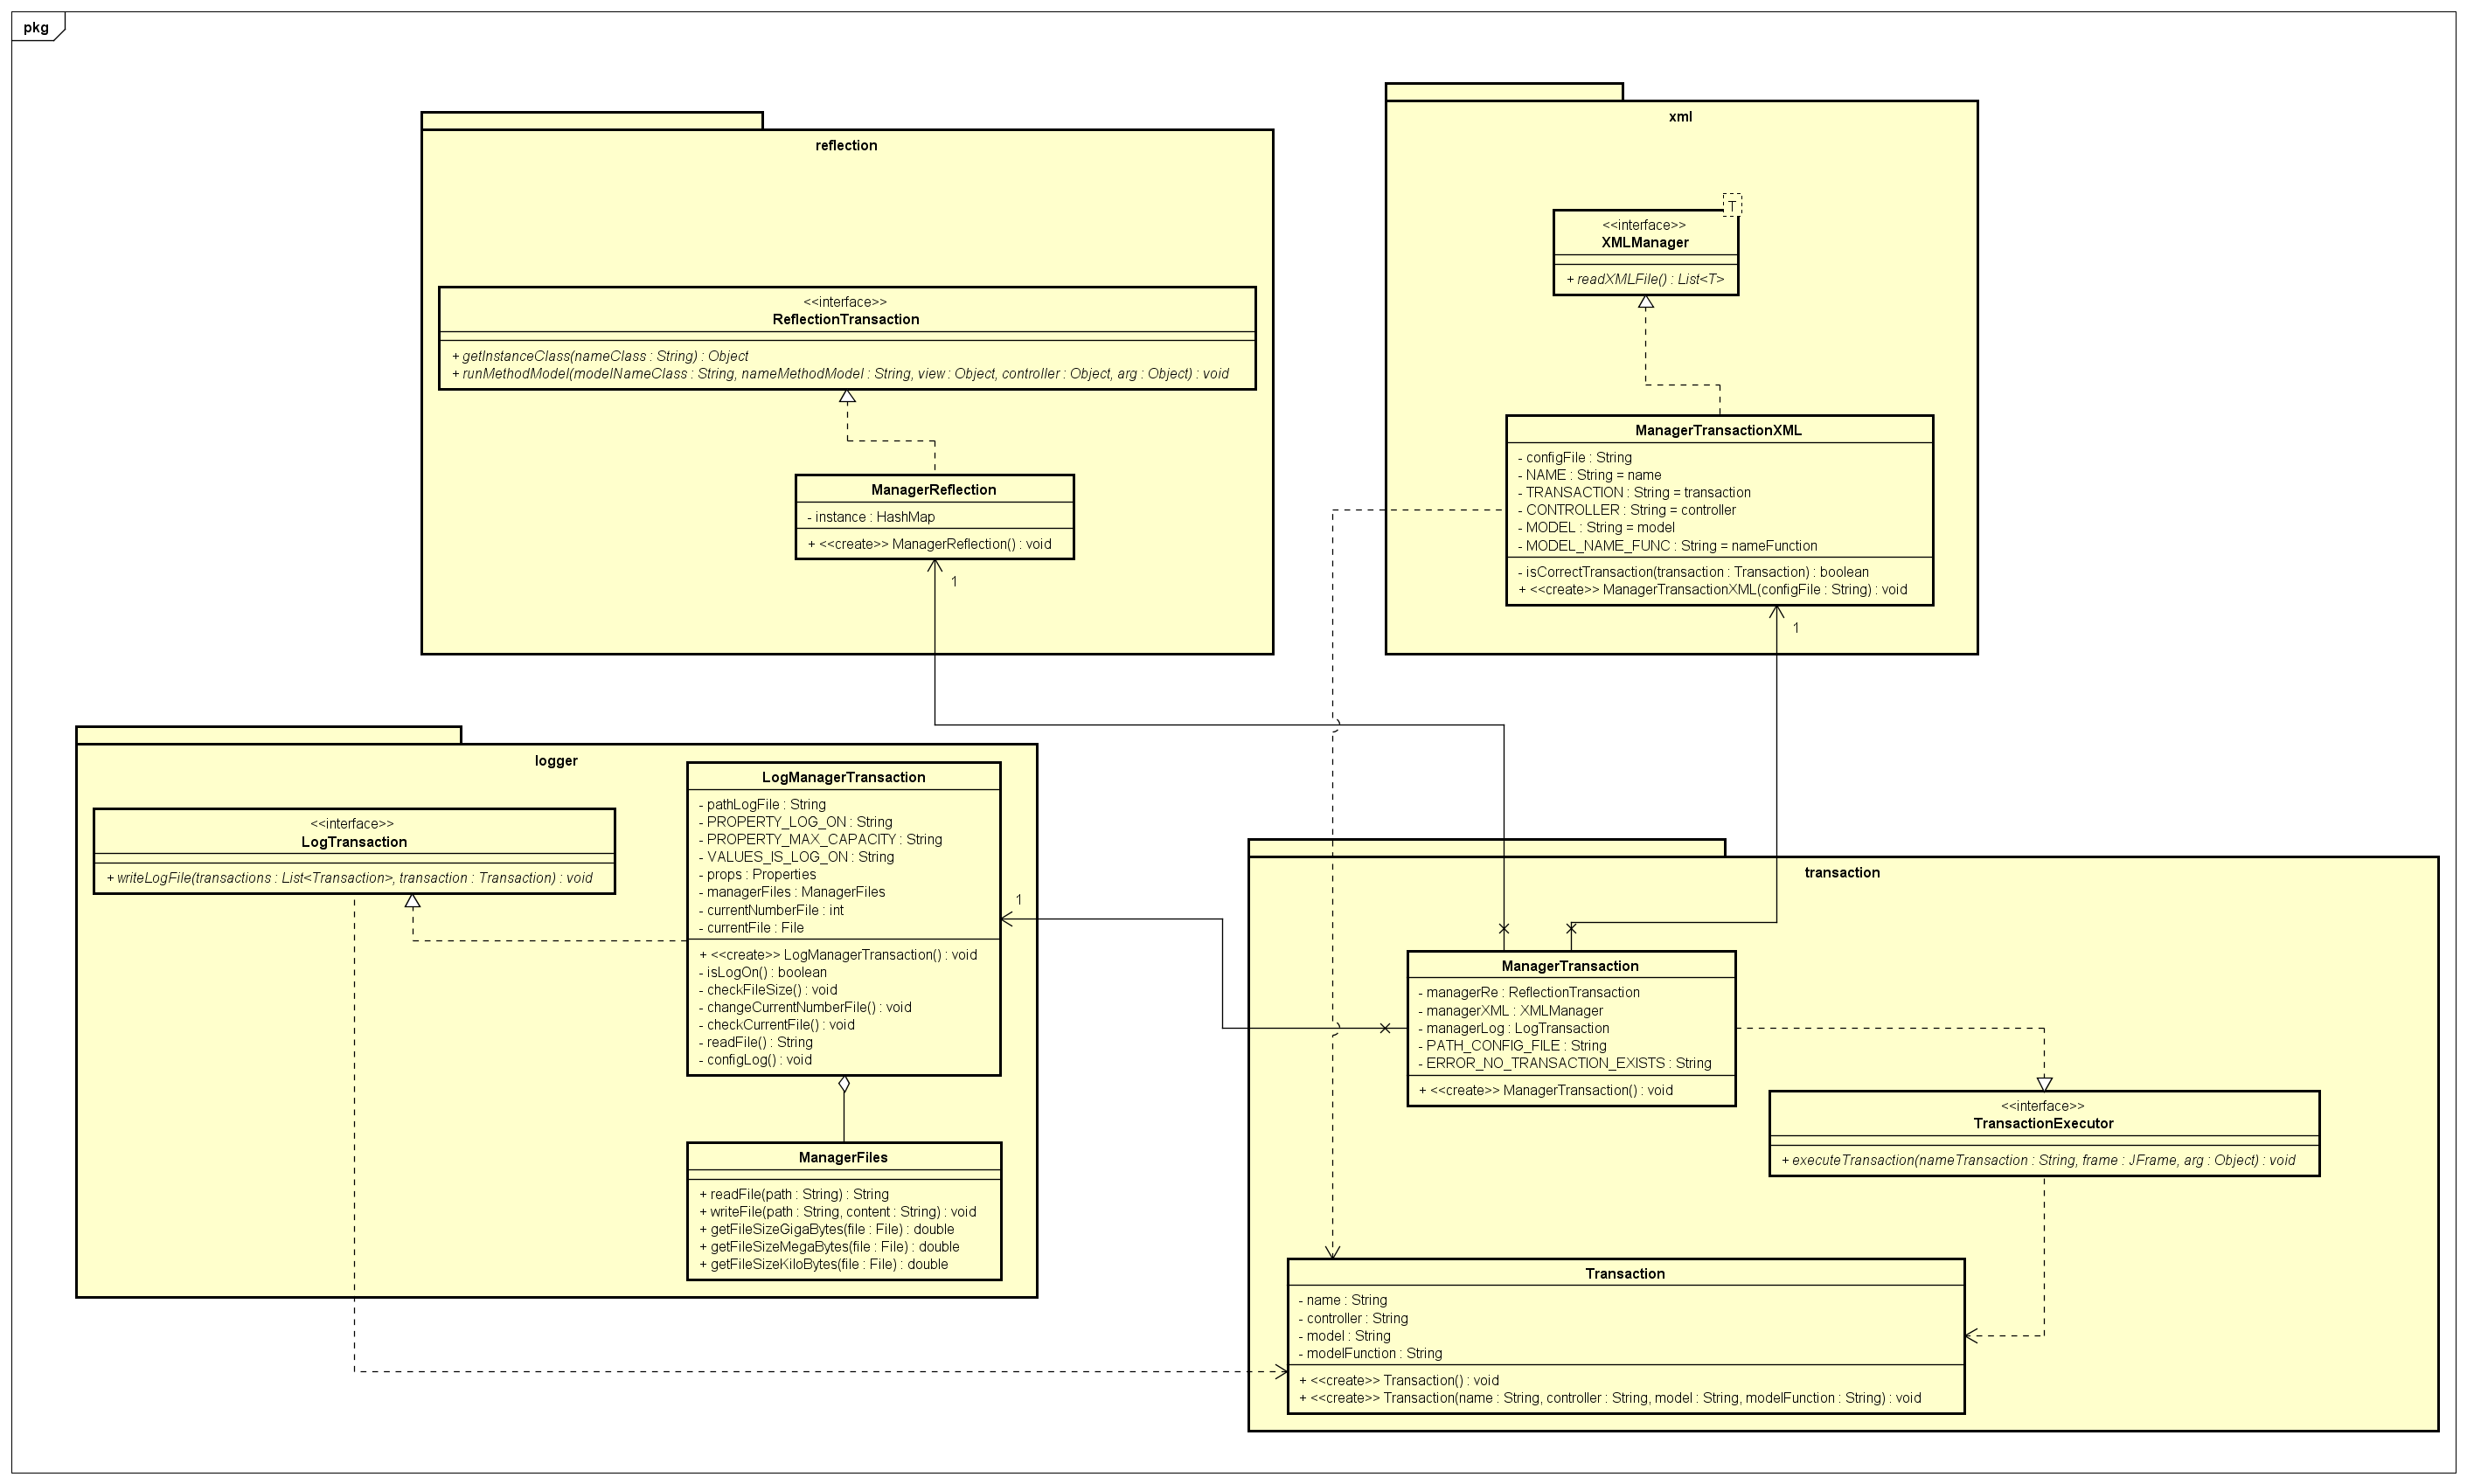 pkg
reflection
<<interface>>
ReflectionTransaction
+ getInstanceClass(nameClass : String) : Object
+ runMethodModel(modelNameClass : String, nameMethodModel : String, view : Object, controller : Object, arg : Object) : void
ManagerReflection
- instance : HashMap
+ <<create>> ManagerReflection() : void
1
xml
T
<<interface>>
XMLManager
+ readXMLFile() : List<T>
ManagerTransactionXML
- configFile : String
- NAME : String = name
- TRANSACTION : String = transaction
- CONTROLLER : String = controller
- MODEL : String = model
- MODEL_NAME_FUNC : String = nameFunction
- isCorrectTransaction(transaction : Transaction) : boolean
+ <<create>> ManagerTransactionXML(configFile : String) : void
1
logger
<<interface>>
LogTransaction
+ writeLogFile(transactions : List<Transaction>, transaction : Transaction) : void
LogManagerTransaction
- pathLogFile : String
- PROPERTY_LOG_ON : String
- PROPERTY_MAX_CAPACITY : String
- VALUES_IS_LOG_ON : String
- props : Properties
- managerFiles : ManagerFiles
- currentNumberFile : int
- currentFile : File
+ <<create>> LogManagerTransaction() : void
- isLogOn() : boolean
- checkFileSize() : void
- changeCurrentNumberFile() : void
- checkCurrentFile() : void
- readFile() : String
- configLog() : void
1
ManagerFiles
+ readFile(path : String) : String
+ writeFile(path : String, content : String) : void
+ getFileSizeGigaBytes(file : File) : double
+ getFileSizeMegaBytes(file : File) : double
+ getFileSizeKiloBytes(file : File) : double
transaction
ManagerTransaction
- managerRe : ReflectionTransaction
- managerXML : XMLManager
- managerLog : LogTransaction
- PATH_CONFIG_FILE : String
- ERROR_NO_TRANSACTION_EXISTS : String
+ <<create>> ManagerTransaction() : void
<<interface>>
TransactionExecutor
+ executeTransaction(nameTransaction : String, frame : JFrame, arg : Object) : void
Transaction
- name : String
- controller : String
- model : String
- modelFunction : String
+ <<create>> Transaction() : void
+ <<create>> Transaction(name : String, controller : String, model : String, modelFunction : String) : void